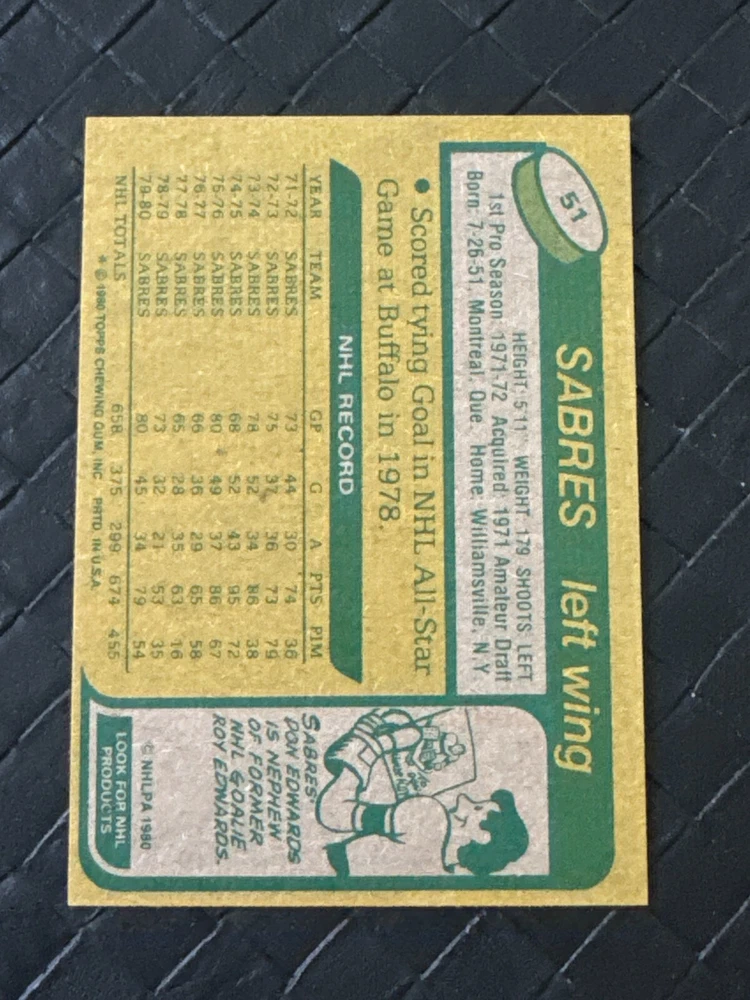 51
SABRES left wing
HEIGHT: 5'11" WEIGHT: 179 SHOOTS: LEFT
1st Pro Season: 1971-72 Acquired: 1971 Amateur Draft
Born: 7-26-51, Montreal, Que. Home: Williamsville, N.Y.
• Scored tying Goal in NHL All-Star
Game at Buffalo in 1978.
NHL RECORD
YEAR TEAM GP G A PTS PIM
71-72 SABRES 73 44 30 74 36
72-73 SABRES 75 37 36 73 79
73-74 SABRES 78 52 34 86 38
74-75 SABRES 68 52 43 95 72
75-76 SABRES 80 49 37 86 67
76-77 SABRES 66 36 29 65 58
77-78 SABRES 65 28 35 63 16
78-79 SABRES 73 32 21 53 35
79-80 SABRES 80 45 34 79 54
NHL TOTALS 658 375 299 674 455
* © 1980 TOPPS CHEWING GUM, INC. PRTD. IN U.S.A.
SABRES'
DON EDWARDS
IS NEPHEW
OF FORMER
NHL GOALIE
ROY EDWARDS.
© NHLPA 1980
LOOK FOR NHL
PRODUCTS